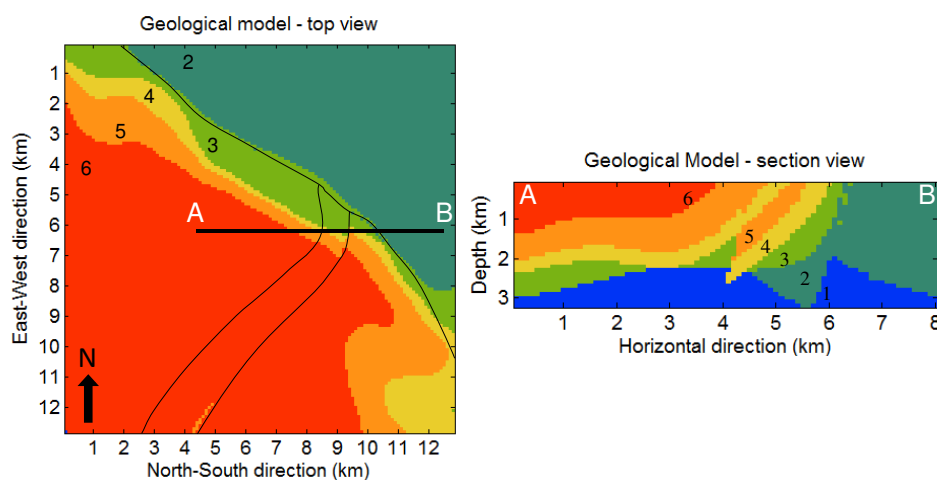 Geological model - top view
East-West direction (km)
1
2
3
4
5
6
7
8
9
10
11
12
2
4
3
5
6
A
B
N
1 2 3 4 5 6 7 8 9 10 11 12
North-South direction (km)
Geological Model - section view
A
B
Depth (km)
1
2
3
6
5
4
3
2
1
1 2 3 4 5 6 7 8
Horizontal direction (km)